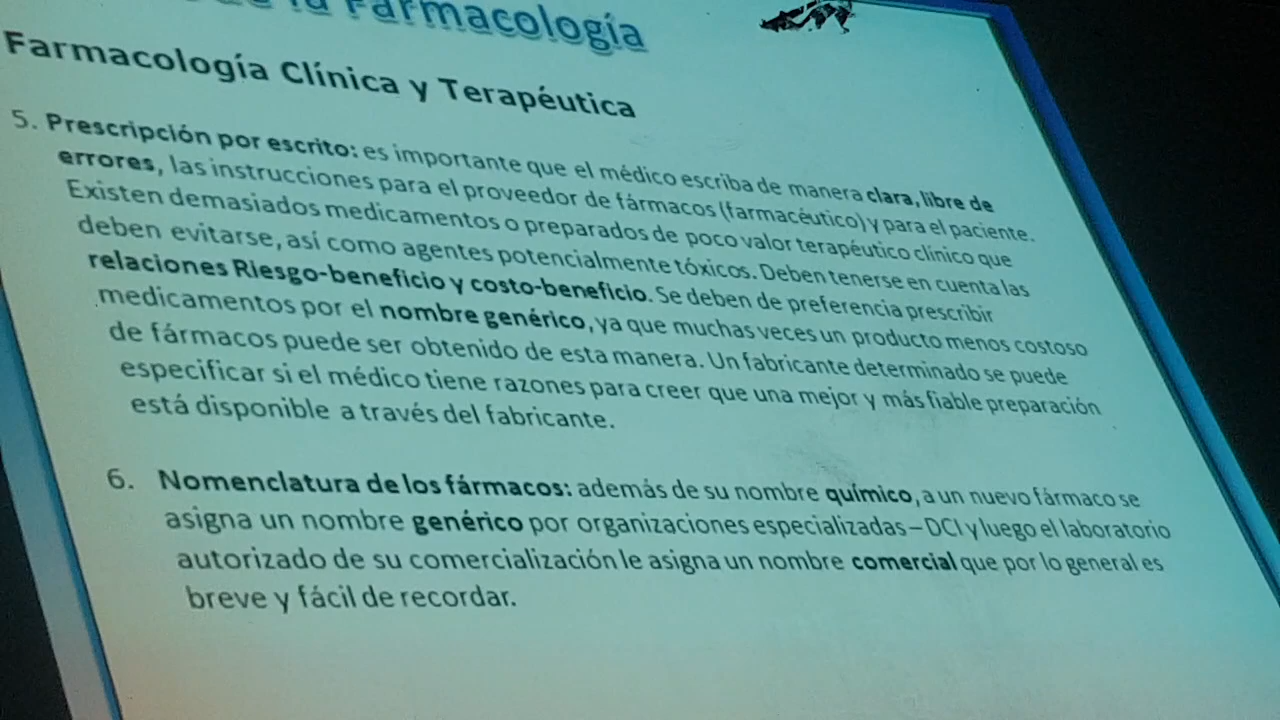 la Farmacología
Farmacología Clínica y Terapéutica
5. Prescripción por escrito: es importante que el médico escriba de manera clara, libre de
errores, las instrucciones para el proveedor de fármacos (farmacéutico) y para el paciente.
Existen demasiados medicamentos o preparados de poco valor terapéutico clínico que
deben evitarse, así como agentes potencialmente tóxicos. Deben tenerse en cuenta las
relaciones Riesgo-beneficio y costo-beneficio. Se deben de preferencia prescribir
medicamentos por el nombre genérico, ya que muchas veces un producto menos costoso
de fármacos puede ser obtenido de esta manera. Un fabricante determinado se puede
especificar si el médico tiene razones para creer que una mejor y más fiable preparación
está disponible a través del fabricante.
6. Nomenclatura de los fármacos: además de su nombre químico, a un nuevo fármaco se
asigna un nombre genérico por organizaciones especializadas – DCI y luego el laboratorio
autorizado de su comercialización le asigna un nombre comercial que por lo general es
breve y fácil de recordar.